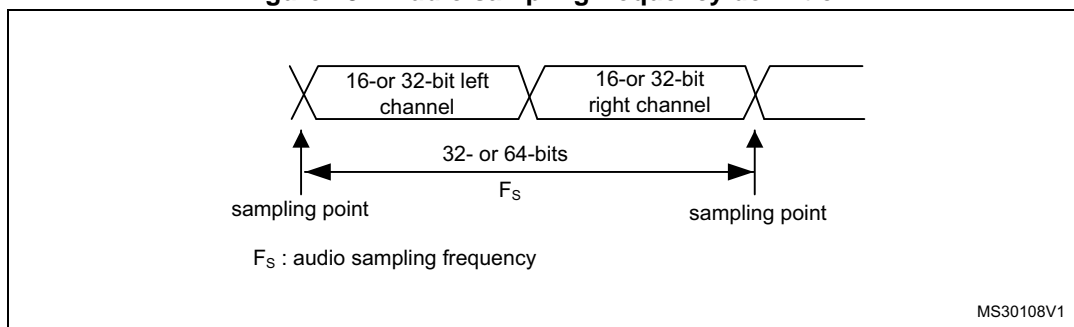 16-or 32-bit left
channel
16-or 32-bit
right channel
32- or 64-bits
FS
sampling point
sampling point
FS : audio sampling frequency
MS30108V1